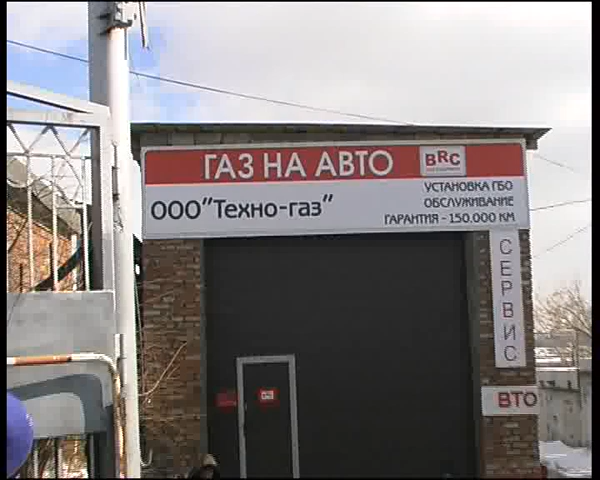 ГАЗ НА АВТО
BRC
ООО "Техно-газ"
УСТАНОВКА ГБО
ОБСЛУЖИВАНИЕ
ГАРАНТИЯ - 150.000 КМ
СЕРВИС
ВТО